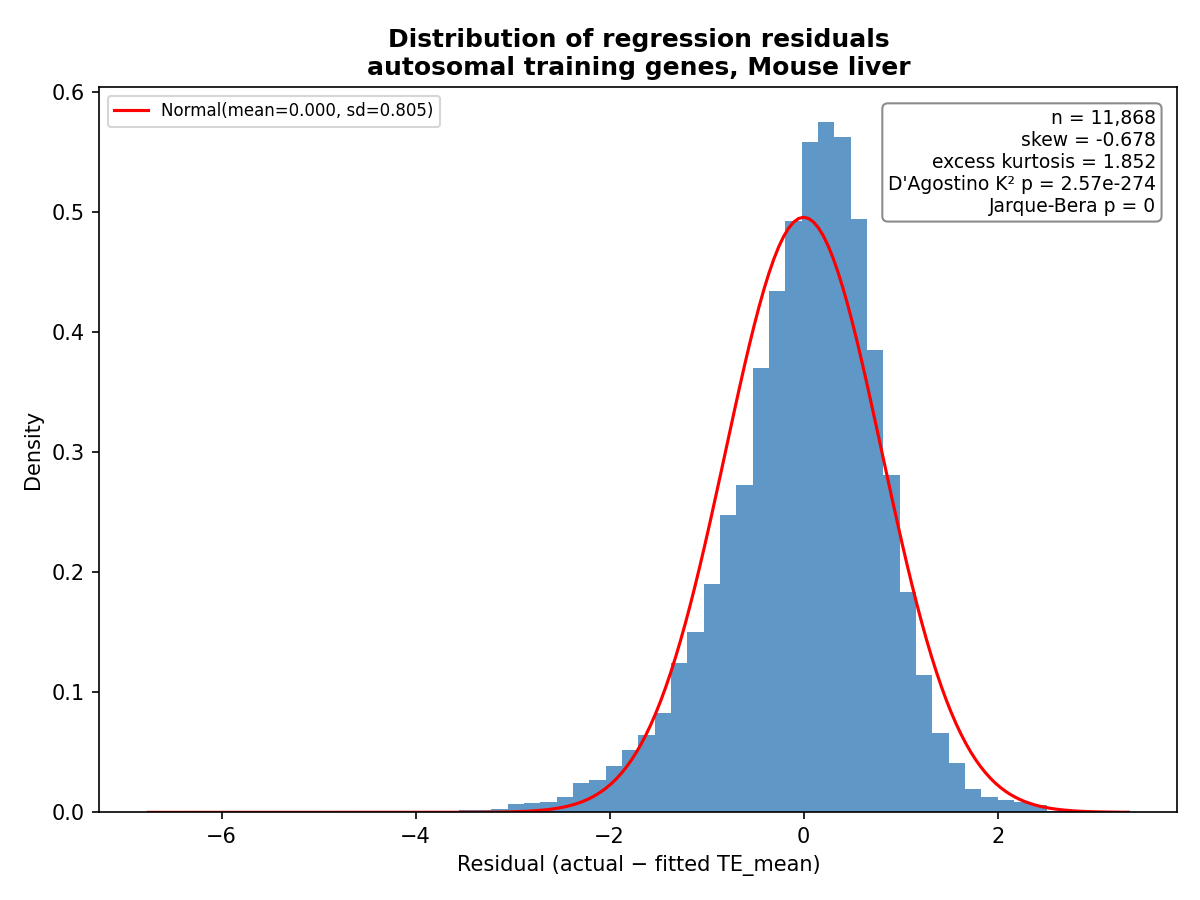 Distribution of regression residuals
autosomal training genes, Mouse liver
Normal(mean=0.000, sd=0.805)
n = 11,868
skew = -0.678
excess kurtosis = 1.852
D'Agostino K² p = 2.57e-274
Jarque-Bera p = 0
Density
0.6
0.5
0.4
0.3
0.2
0.1
0.0
−6 −4 −2 0 2
Residual (actual − fitted TE_mean)